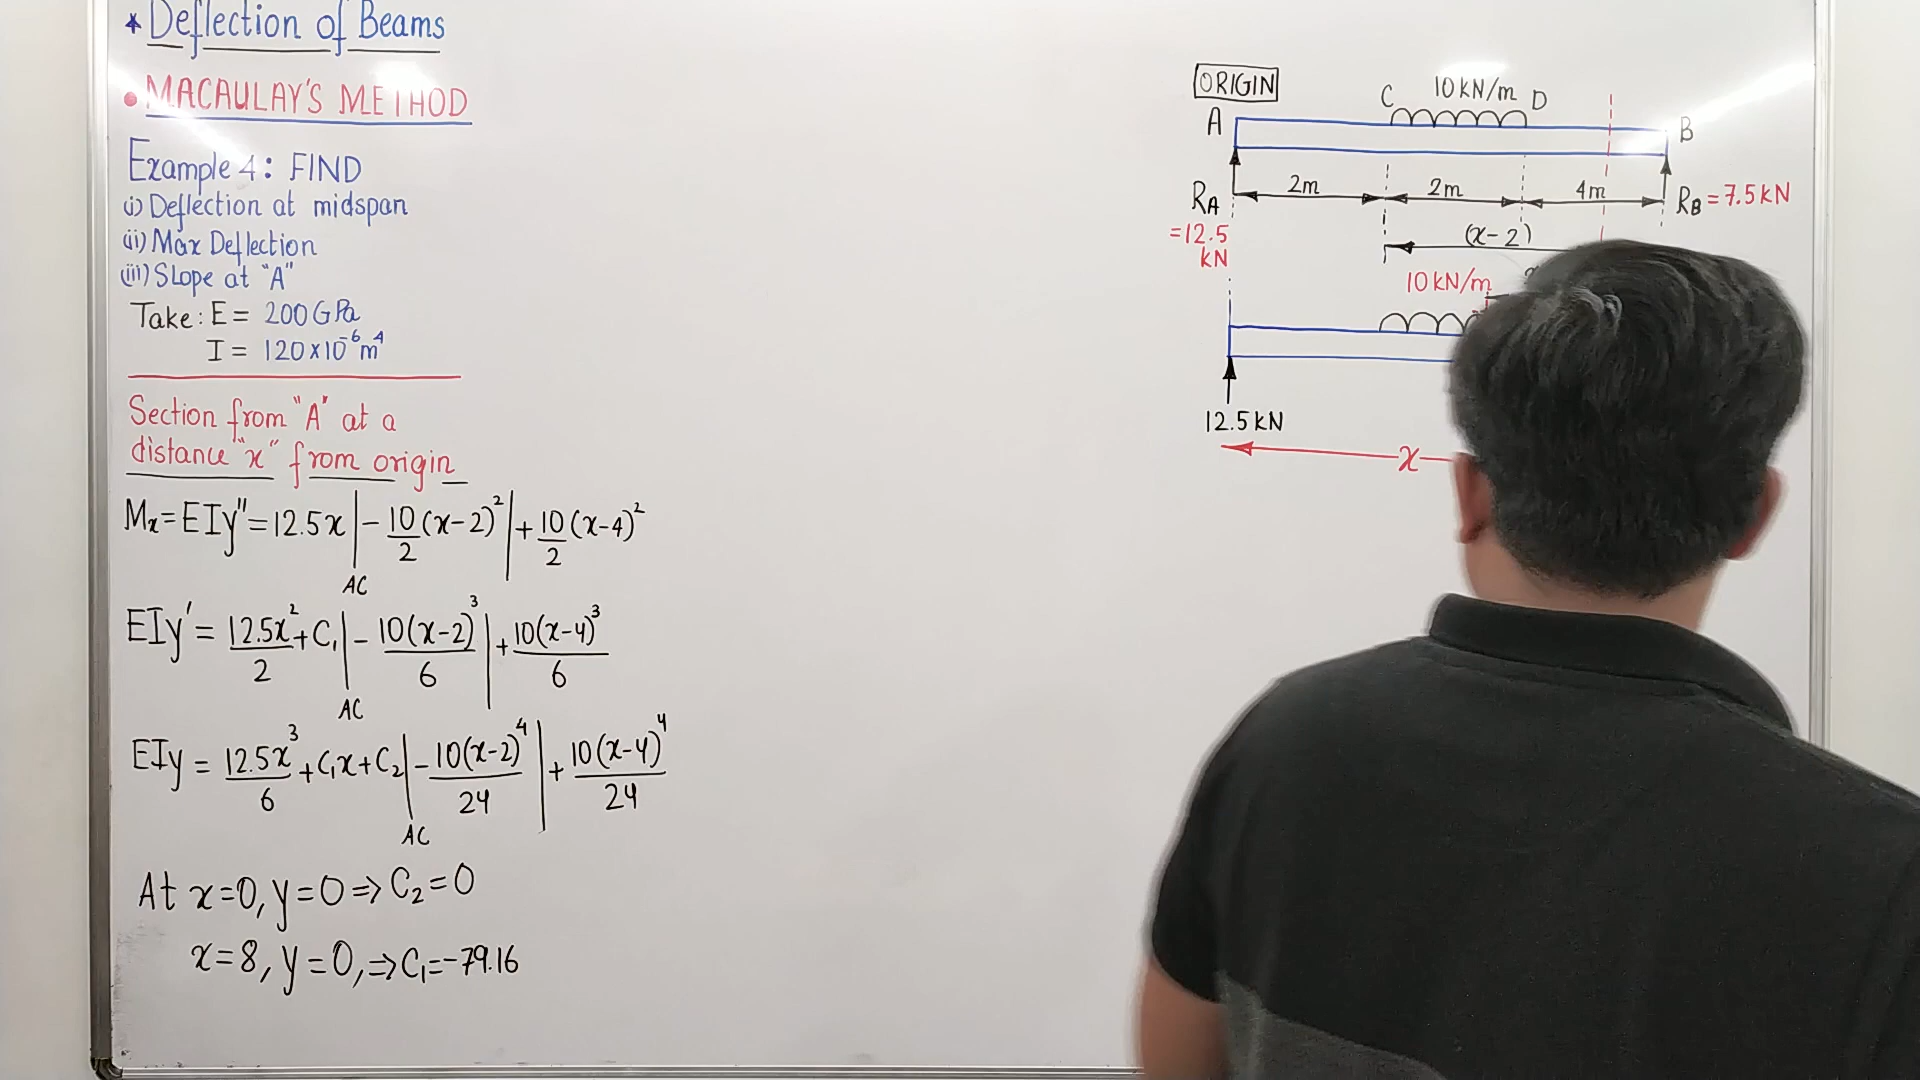 * Deflection of Beams
• MACAULAY'S METHOD
Example 4: FIND
(i) Deflection at midspan
(ii) Max Deflection
(iii) Slope at "A"
Take: E = 200 GPa
I = 120×10⁻⁶ m⁴
Section from "A" at a
distance "x" from origin
Mx = EIy'' = 12.5x | - 10/2 (x-2)² | + 10/2 (x-4)²
AC
EIy' = 12.5x²/2 + C₁ | - 10(x-2)³/6 | + 10(x-4)³/6
AC
EIy = 12.5x³/6 + C₁x + C₂ | - 10(x-2)⁴/24 | + 10(x-4)⁴/24
AC
At x=0, y=0 => C₂=0
x=8, y=0, => C₁=-79.16
ORIGIN
C 10 kN/m D
A B
2m 2m 4m
RA = 12.5 kN
RB = 7.5 kN
(x-2)
10 kN/m
12.5 kN
x